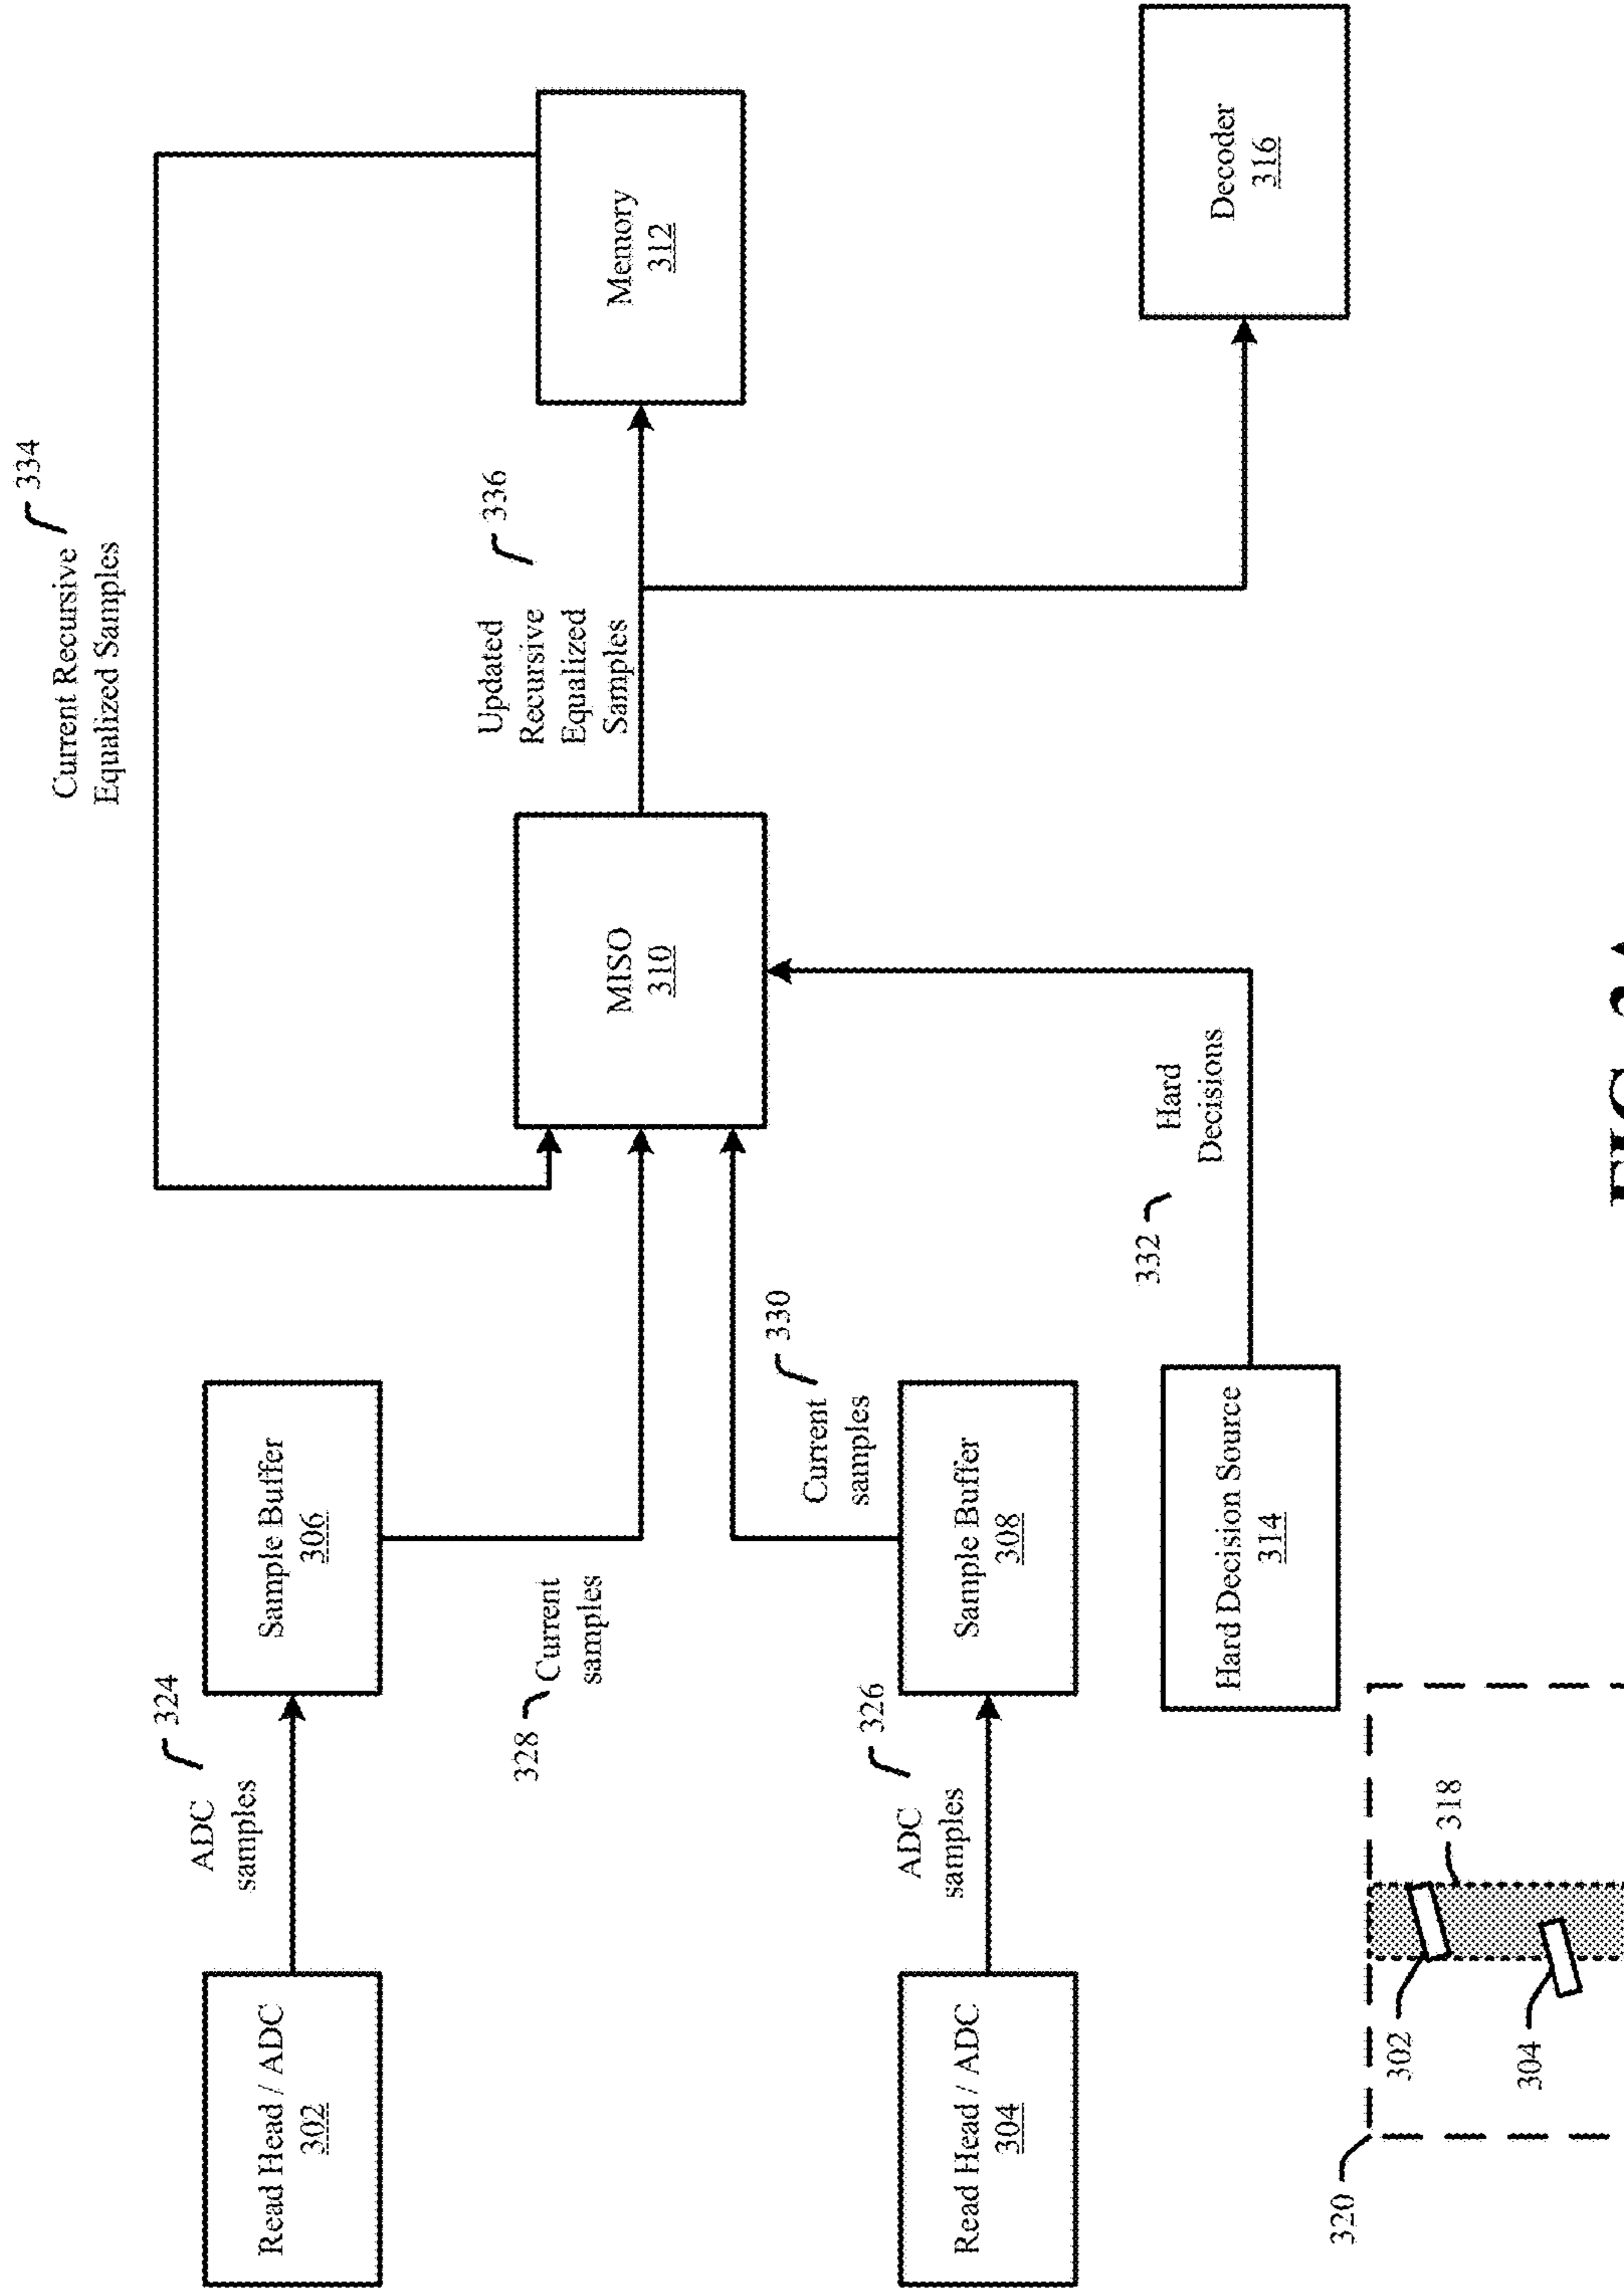 334
Current Recursive
Equalized Samples
324
ADC
samples
Read Head / ADC
302
Sample Buffer
306
328
Current
samples
336
Updated
Recursive
Equalized
Samples
MISO
310
Memory
312
326
ADC
samples
330
Current
samples
Read Head / ADC
304
Sample Buffer
308
332
Hard
Decisions
Hard Decision Source
314
Decoder
316
320
302
304
318